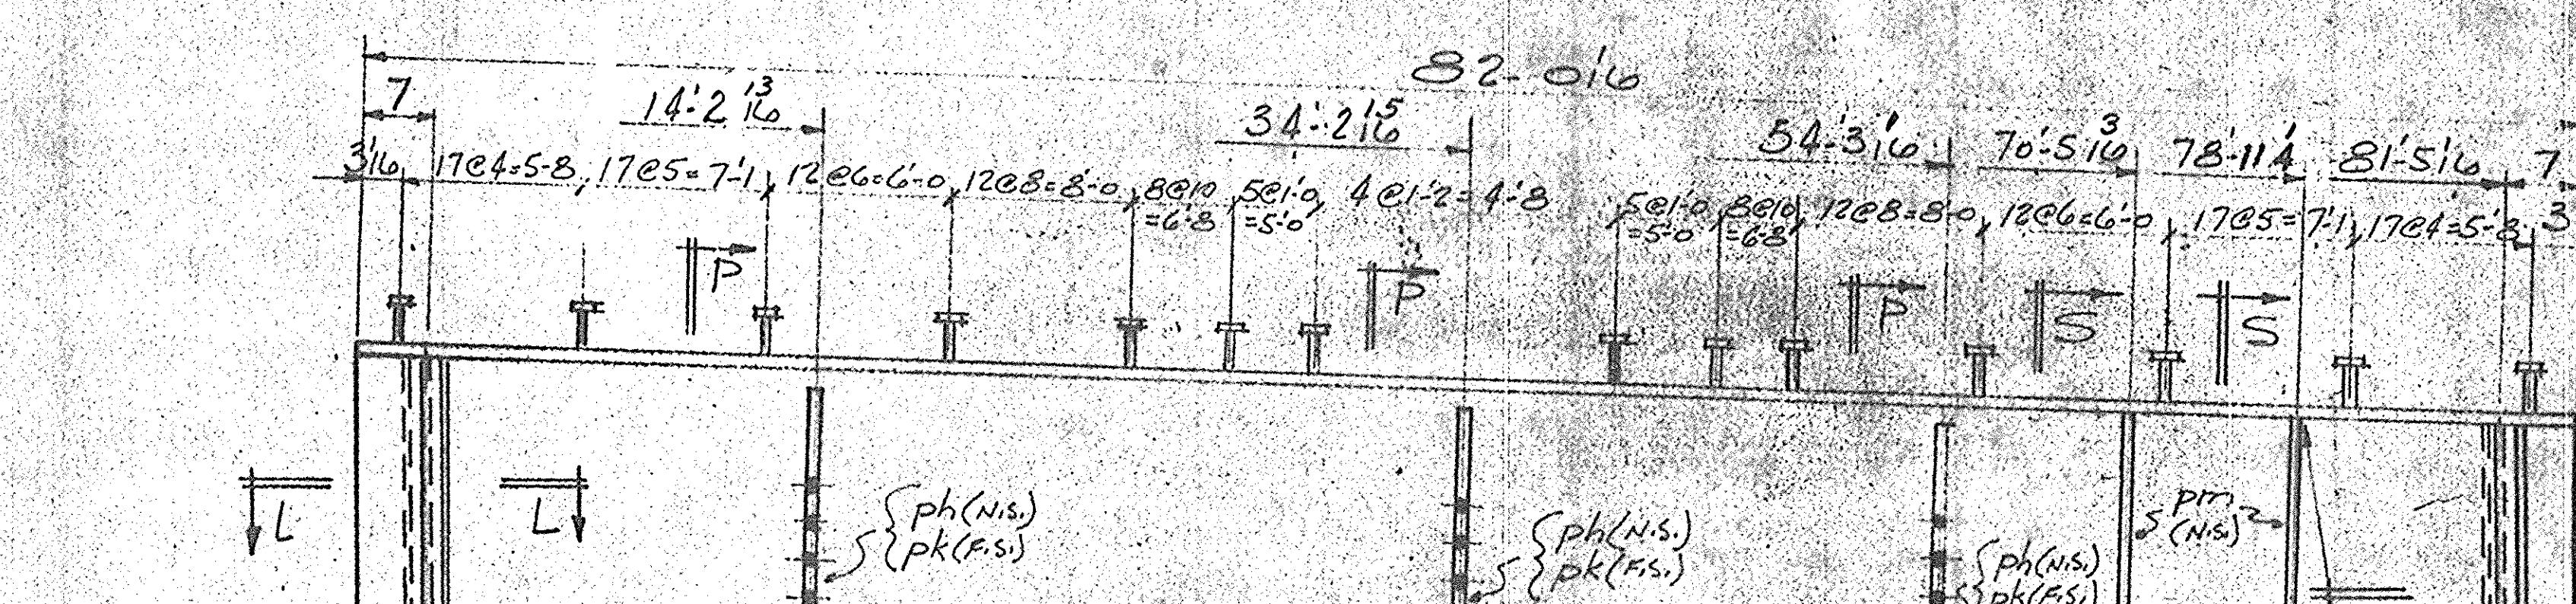 82-0 1/16
7
14'-2 13/16
34'-2 15/16
54'-3 1/16
70'-5 3/16
78'-11 1/4
81'-5 1/16
7
3 1/16
17@4=5-8
17@5=7'-1
12@6=6'-0
12@8=8'-0
8@10
=6'-8
5@1'-0
=5'-0
4@1'-2=4'-8
5@1'-0
=5'-0
8@10
=6-8
12@8=8'-0
12@6=6'-0
17@5=7'-1
17@4=5'-8
3
P
P
P
S
S
L
L
ph(N.S.)
pk(F.S.)
ph(N.S.)
pk(F.S.)
ph(N.S.)
pk(F.S.)
pm
(N.S.)